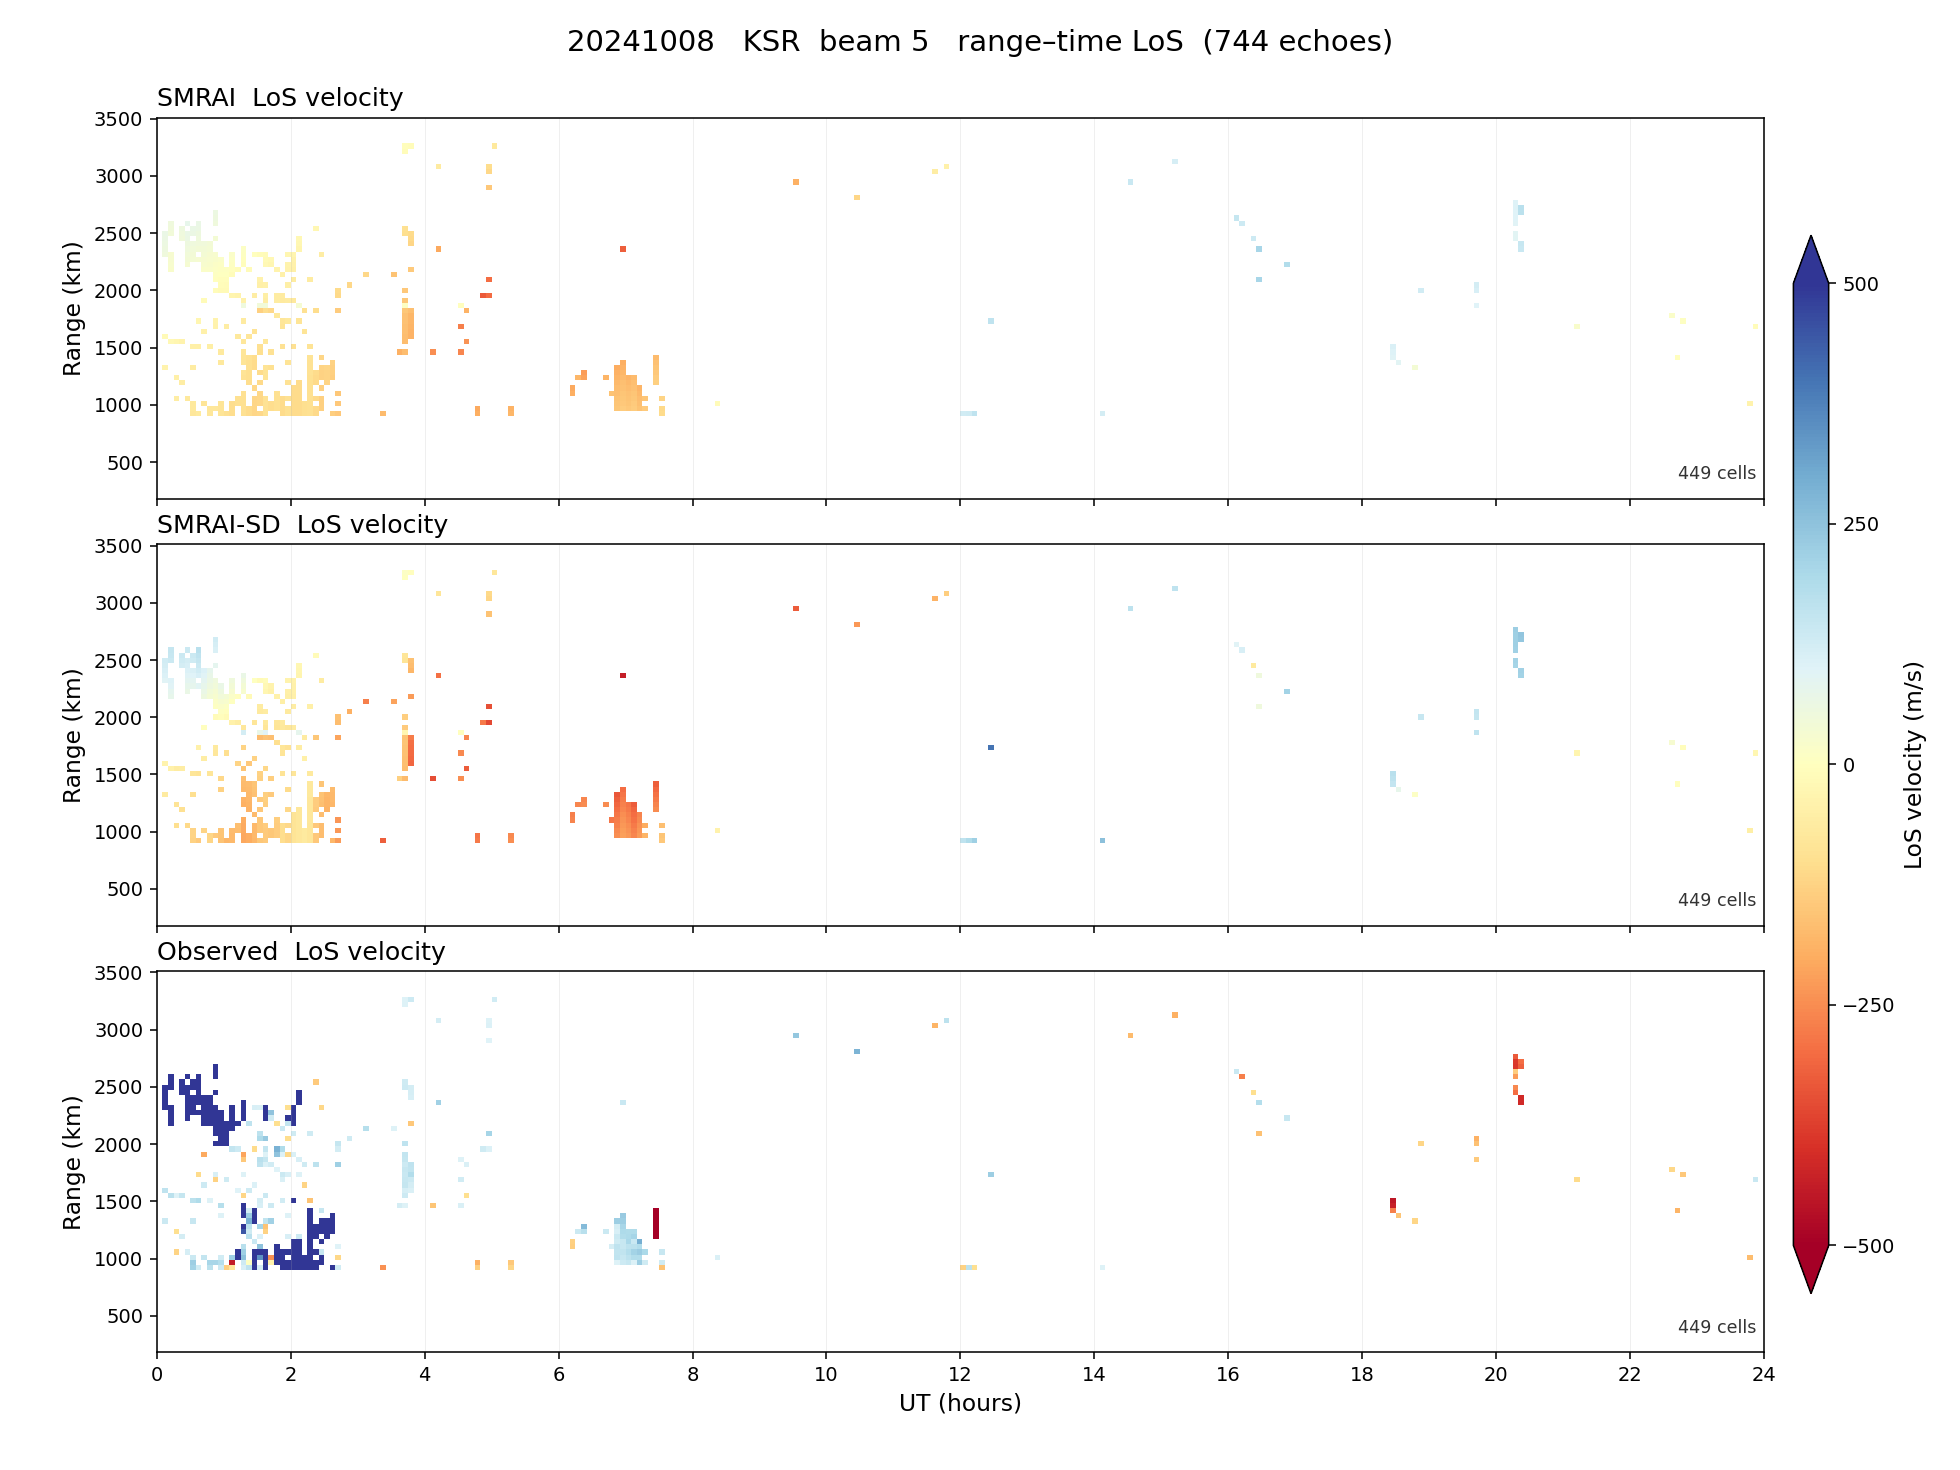 20241008 KSR beam 5 range–time LoS (744 echoes)
SMRAI LoS velocity
3500
3000
2500
2000
1500
1000
500
Range (km)
449 cells
SMRAI-SD LoS velocity
3500
3000
2500
2000
1500
1000
500
Range (km)
449 cells
Observed LoS velocity
3500
3000
2500
2000
1500
1000
500
Range (km)
449 cells
0 2 4 6 8 10 12 14 16 18 20 22 24
UT (hours)
500
250
0
−250
−500
LoS velocity (m/s)